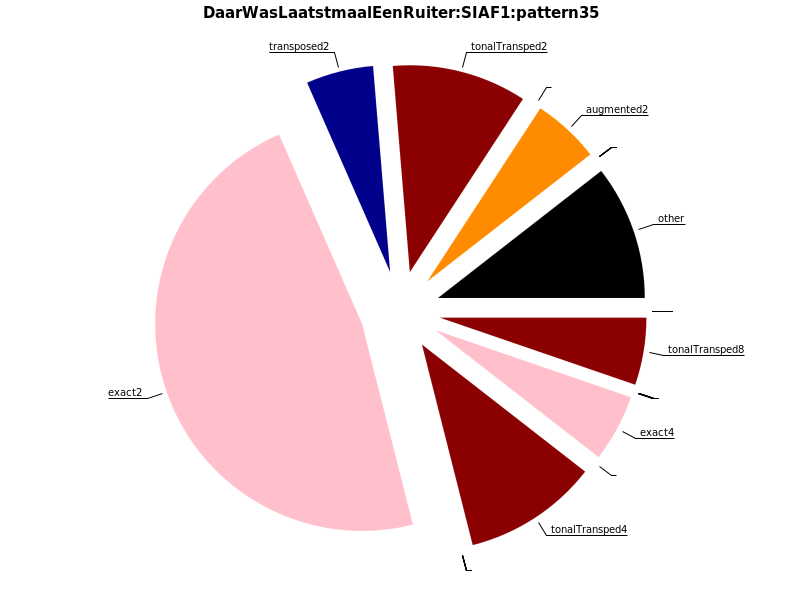 DaarWasLaatstmaalEenRuiter:SIAF1:pattern35
transposed2
tonalTransped2
augmented2
other
tonalTransped8
exact2
exact4
tonalTransped4